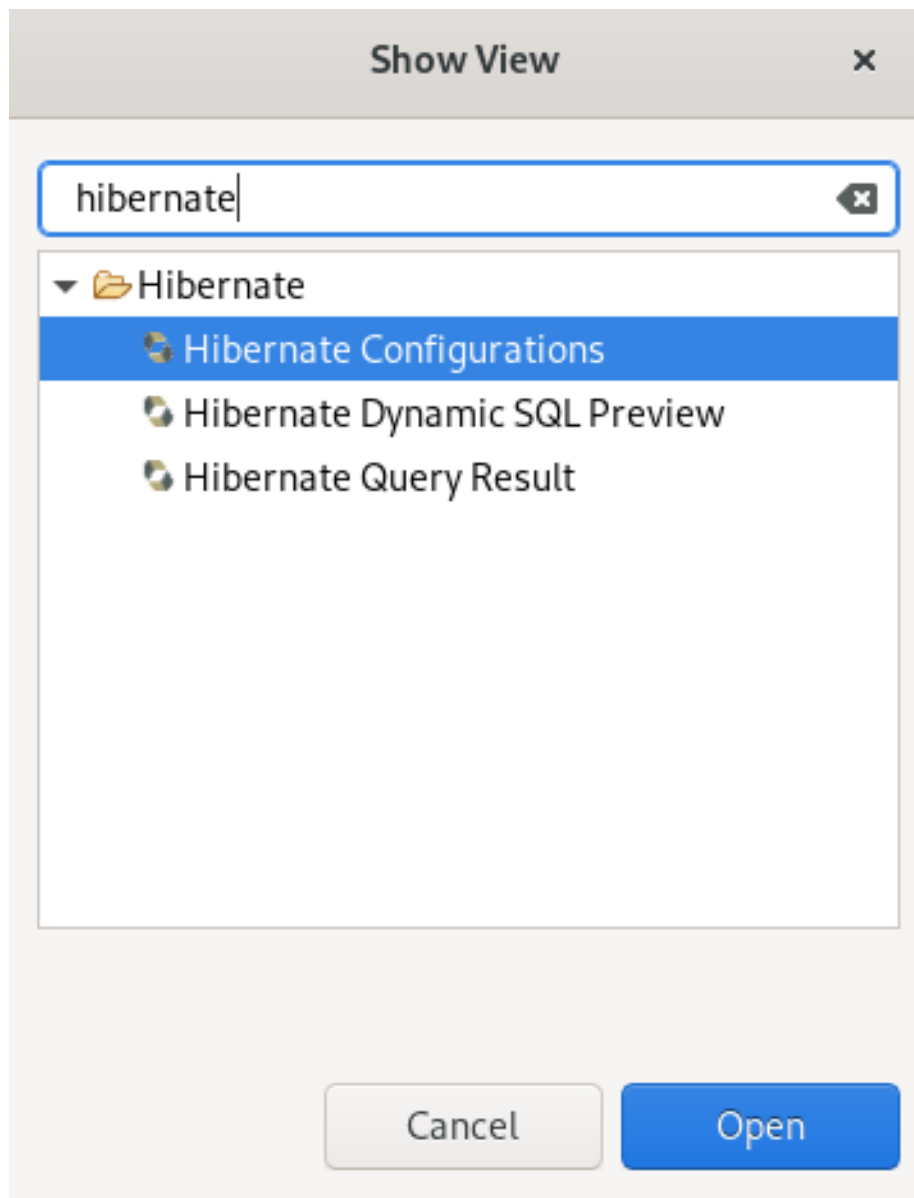 Show View
hibernate
Hibernate
Hibernate Configurations
Hibernate Dynamic SQL Preview
Hibernate Query Result
Cancel Open